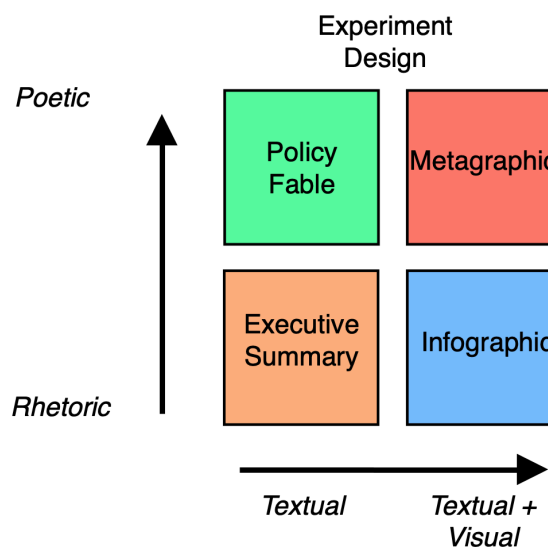 Experiment
Design
Poetic
Policy
Fable
Metagraphic
Executive
Summary
Infographic
Rhetoric
Textual
Textual +
Visual